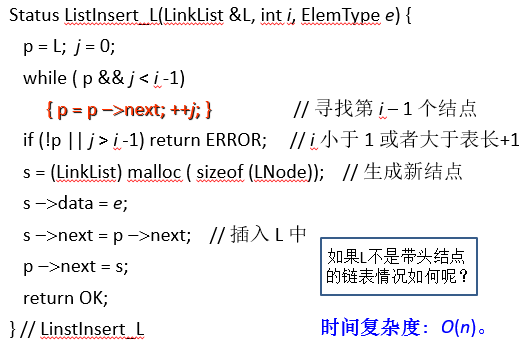 Status ListInsert_L(LinkList &L, int i, ElemType e) {
p = L; j = 0;
while ( p && j < i -1)
{ p = p –>next; ++j; } // 寻找第 i – 1 个结点
if (!p || j > i -1) return ERROR; // i 小于 1 或者大于表长+1
s = (LinkList) malloc ( sizeof (LNode)); // 生成新结点
s –>data = e;
s –>next = p –>next; // 插入 L 中
p –>next = s;
如果L不是带头结点
的链表情况如何呢？
return OK;
} // LinstInsert_L
时间复杂度：O(n)。